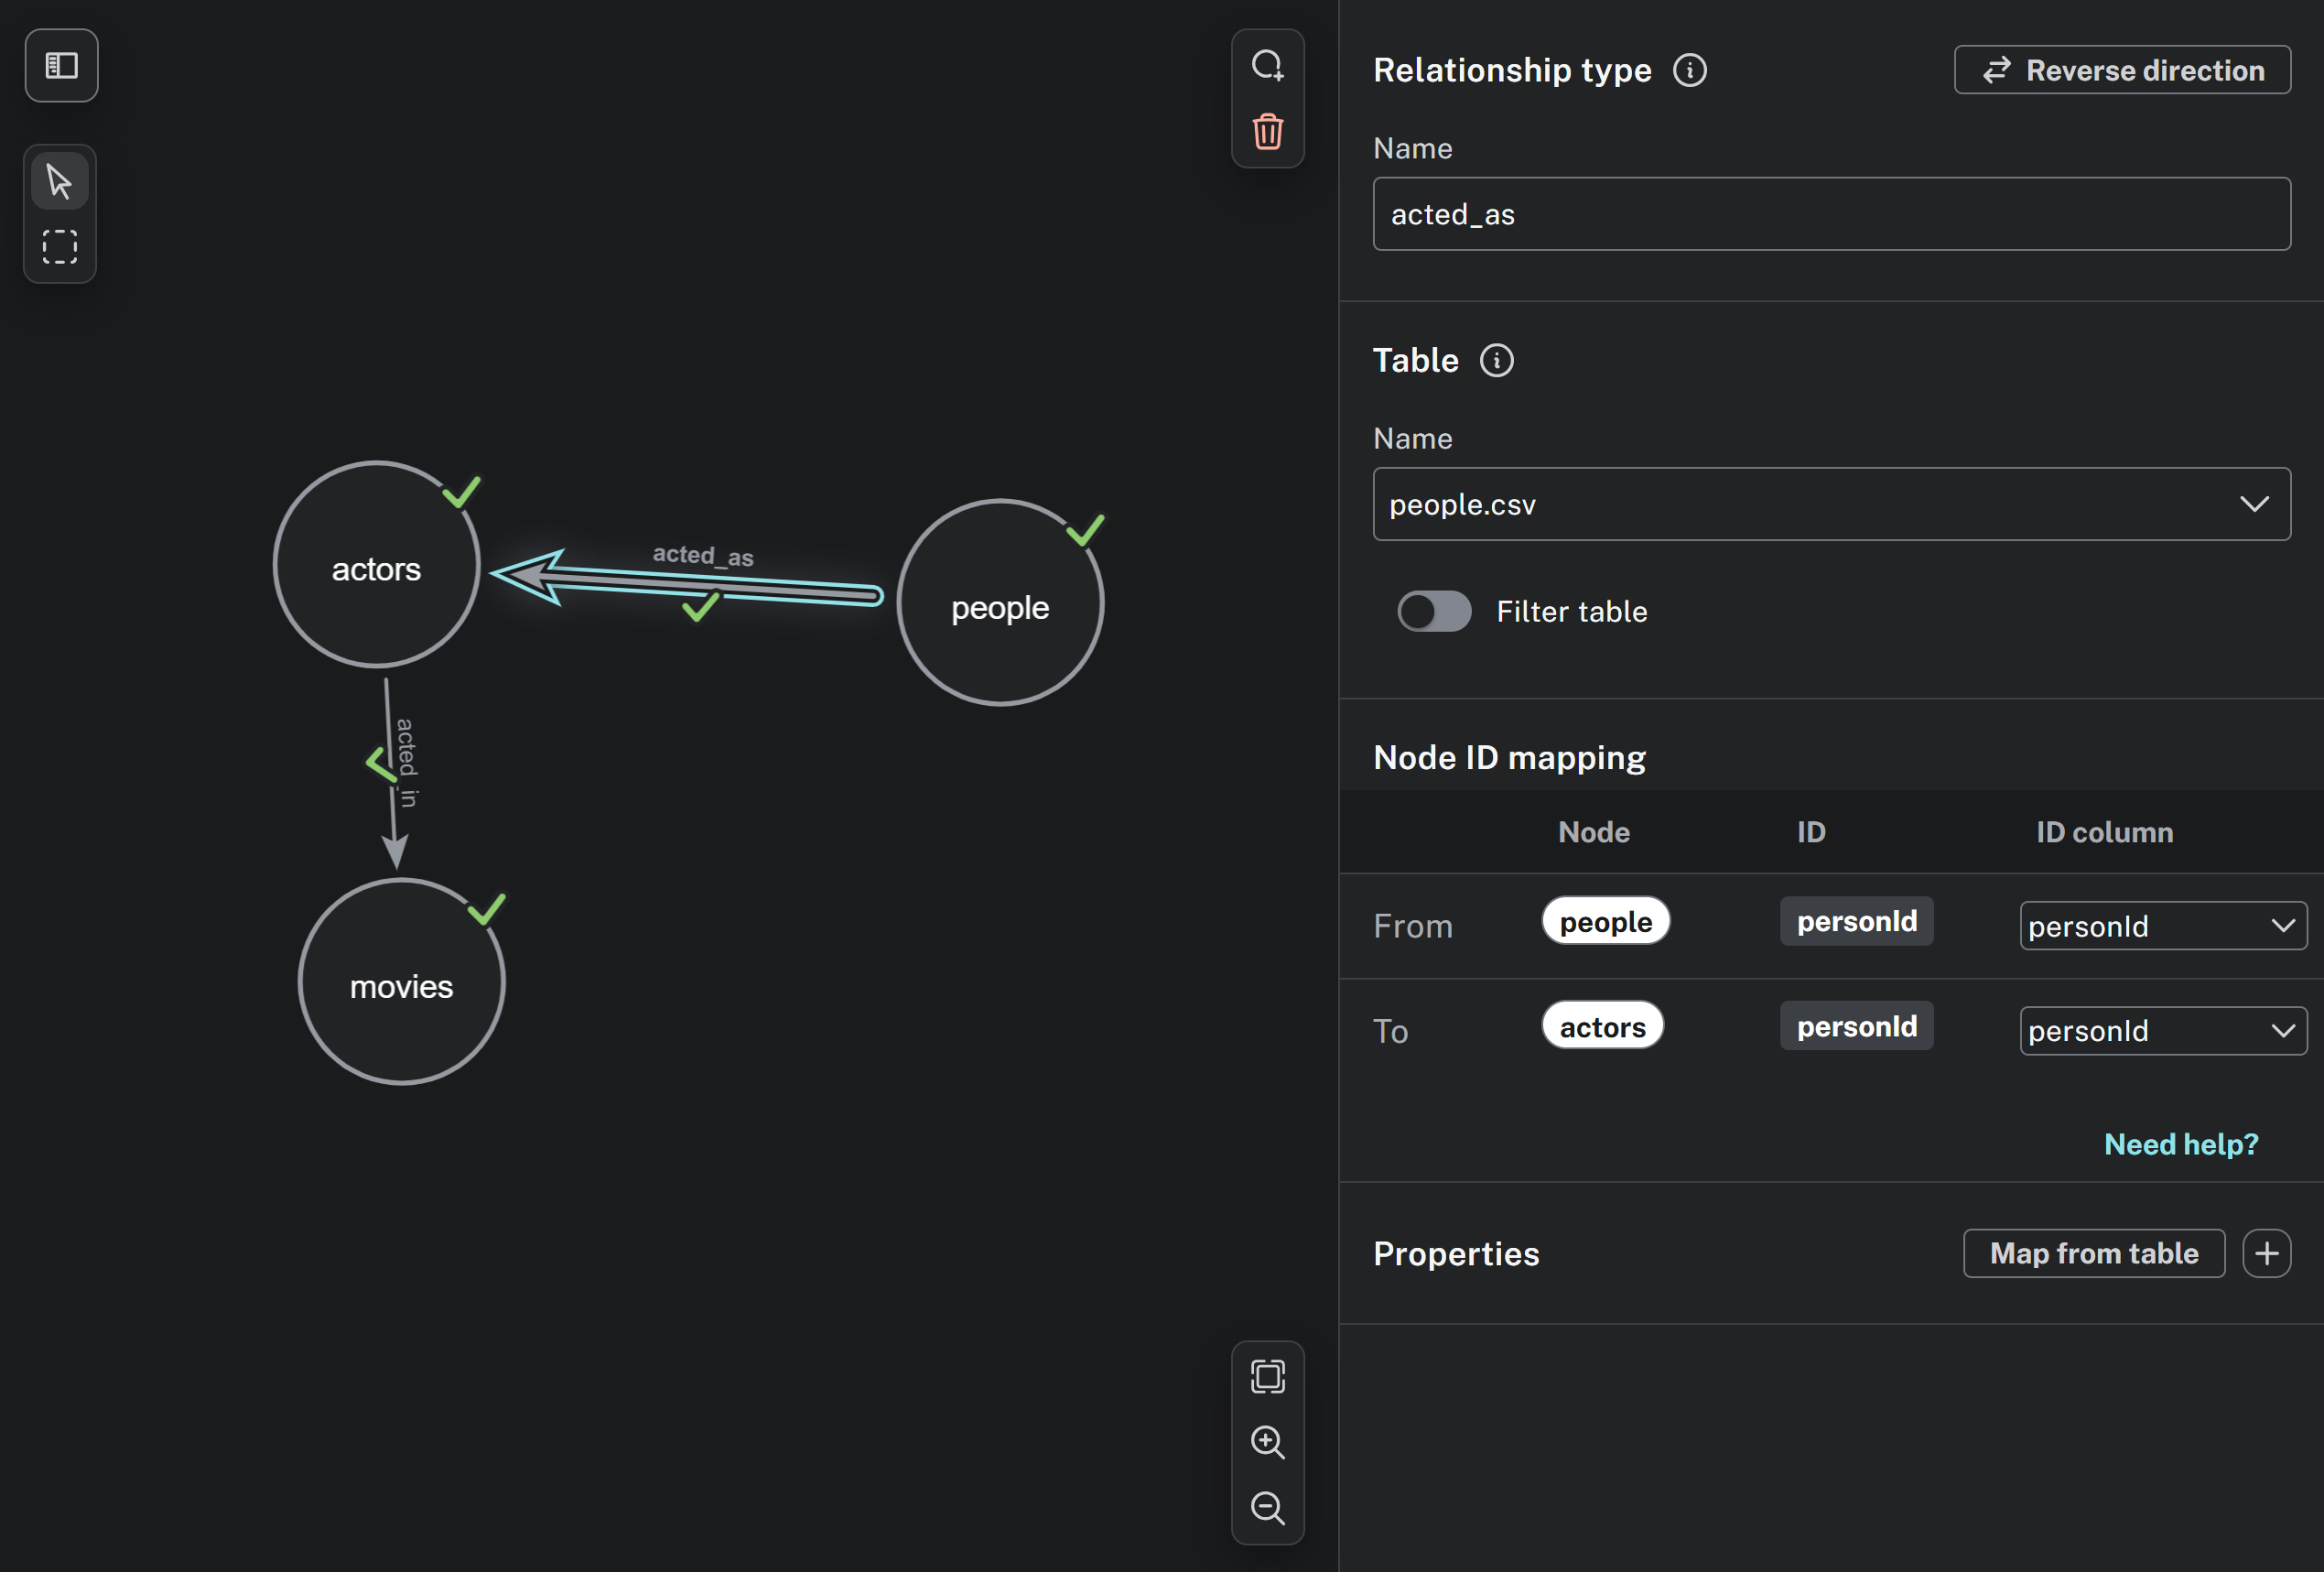 actors
acted_as
people
acted_in
movies
Relationship type
Reverse direction
Name
acted_as
Table
Name
people.csv
Filter table
Node ID mapping
Node ID ID column
From people personId personId
To actors personId personId
Need help?
Properties Map from table